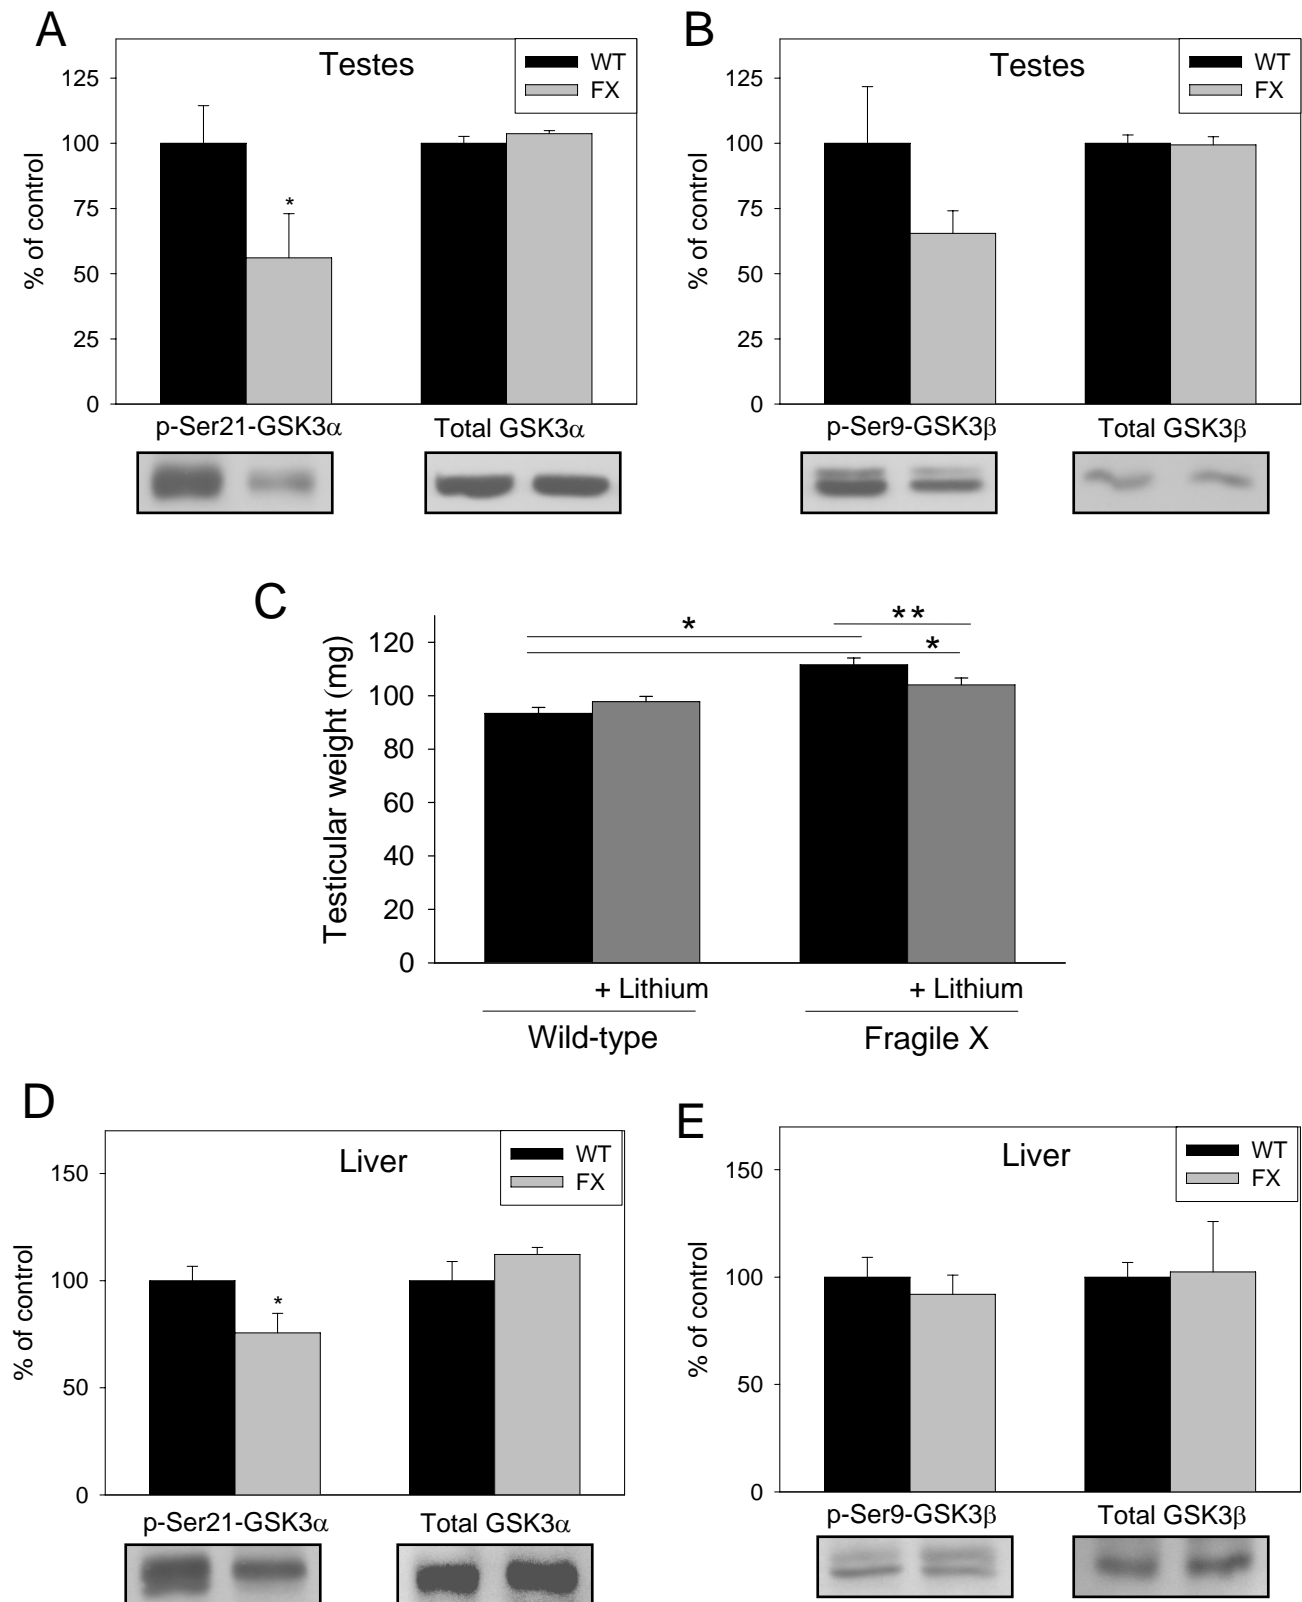 A
Testes
WT
FX
% of control
125
100
75
50
25
0
*
p-Ser21-GSK3α
Total GSK3α
B
Testes
WT
FX
% of control
125
100
75
50
25
0
p-Ser9-GSK3β
Total GSK3β
C
Testicular weight (mg)
120
100
80
60
40
20
0
*
**
*
+ Lithium
+ Lithium
Wild-type
Fragile X
D
Liver
WT
FX
% of control
150
100
50
0
*
p-Ser21-GSK3α
Total GSK3α
E
Liver
WT
FX
% of control
150
100
50
0
p-Ser9-GSK3β
Total GSK3β